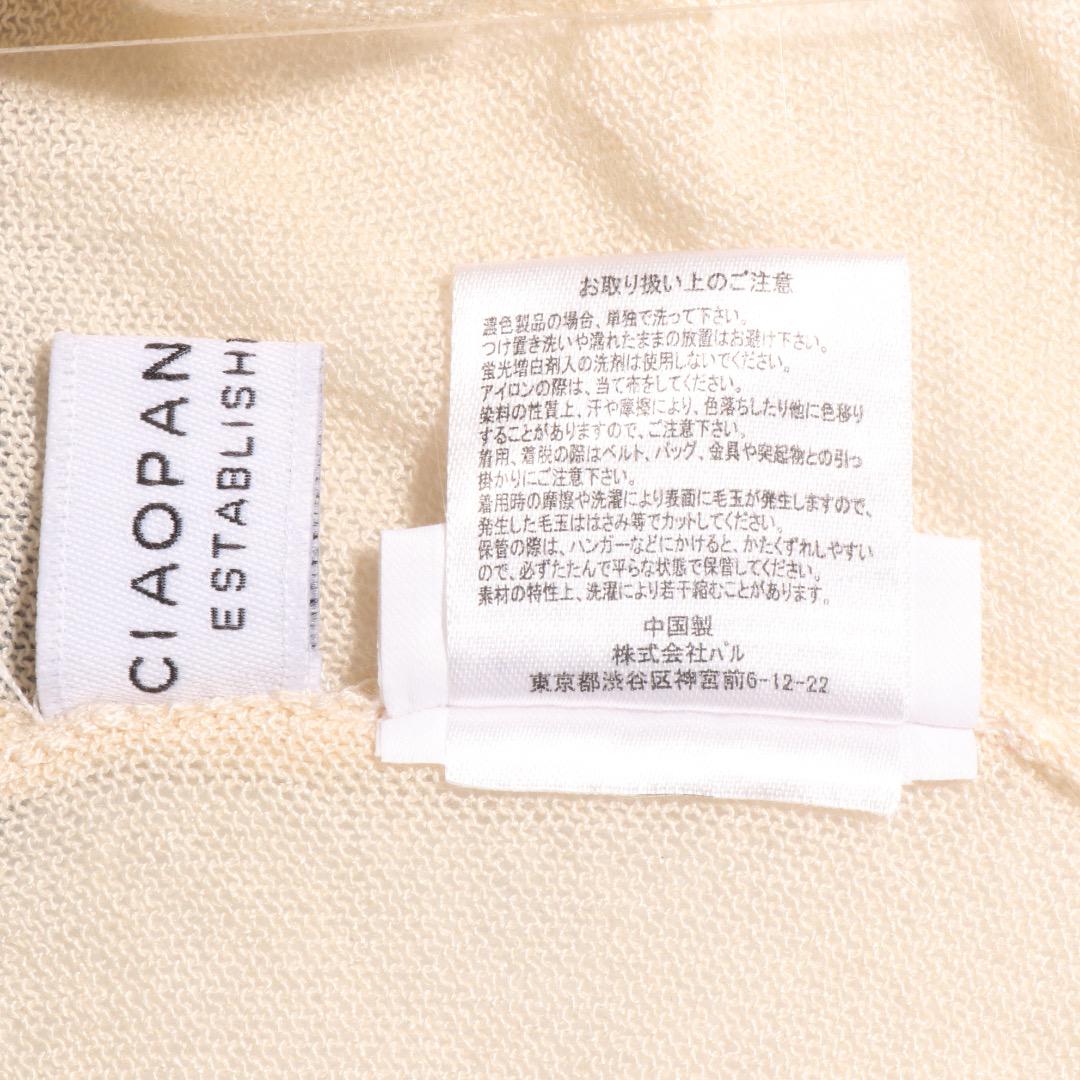 CIAOPAN
ESTABLISH
お取り扱い上のご注意
濃色製品の場合、単独で洗って下さい。
つけ置き洗いや濡れたままの放置はお避け下さい。
蛍光増白剤入の洗剤は使用しないでください。
アイロンの際は、当て布をしてください。
染料の性質上、汗や摩擦により、色落ちしたり他に色移り
することがありますので、ご注意下さい。
着用、着脱の際はベルト、バッグ、金具や突起物との引っ
掛かりにご注意下さい。
着用時の摩擦や洗濯により表面に毛玉が発生しますので、
発生した毛玉ははさみ等でカットしてください。
保管の際は、ハンガーなどにかけると、かたくずれしやすい
ので、必ずたたんで平らな状態で保管してください。
素材の特性上、洗濯により若干縮むことがあります。
中国製
株式会社パル
東京都渋谷区神宮前6-12-22